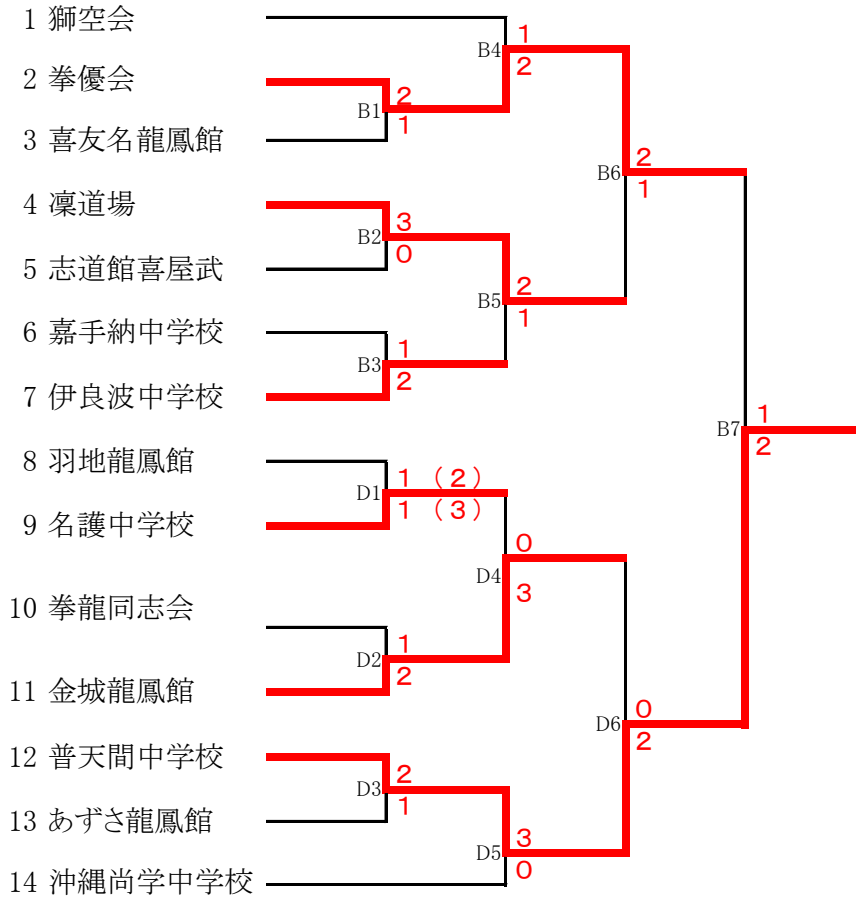 1 獅空会
2 拳優会
3 喜友名龍鳳館
4 凜道場
5 志道館喜屋武
6 嘉手納中学校
7 伊良波中学校
8 羽地龍鳳館
9 名護中学校
10 拳龍同志会
11 金城龍鳳館
12 普天間中学校
13 あずさ龍鳳館
14 沖縄尚学中学校
B1
2
1
B2
3
0
B3
1
2
D1
1 (2)
1 (3)
D2
1
2
D3
2
1
B4
1
2
B5
2
1
D4
0
3
D5
3
0
B6
2
1
D6
0
2
B7
1
2